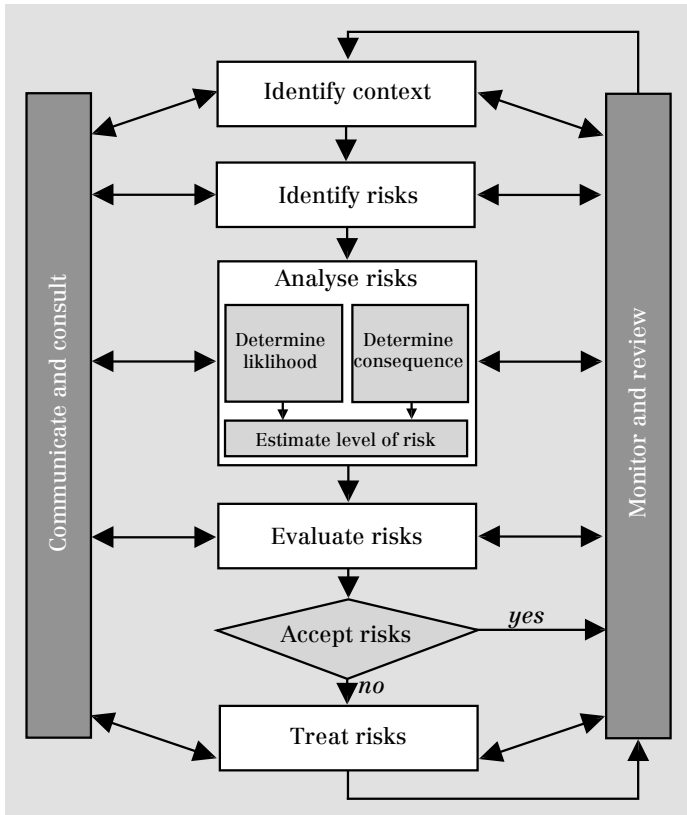 Identify context
Identify risks
Analyse risks
Determine
liklihood
Determine
consequence
Estimate level of risk
Evaluate risks
Accept risks
yes
no
Treat risks
Communicate and consult
Monitor and review